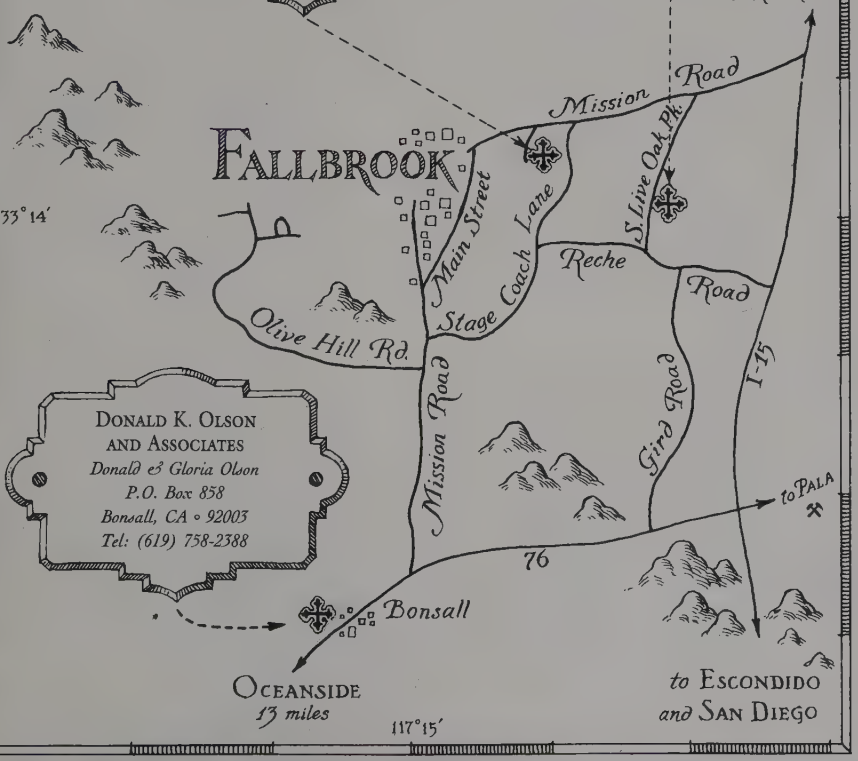 Mission Road
S. Live Oak Pk.
FALLBROOK
33°14′
Main Street
Stage Coach Lane
Reche Road
Olive Hill Rd.
I-15
Mission Road
Gird Road
DONALD K. OLSON
AND ASSOCIATES
Donald & Gloria Olson
P.O. Box 858
Bonsall, CA ∘ 92003
Tel: (619) 758-2388
to PALA
76
Bonsall
OCEANSIDE
13 miles
to ESCONDIDO
and SAN DIEGO
117°15′